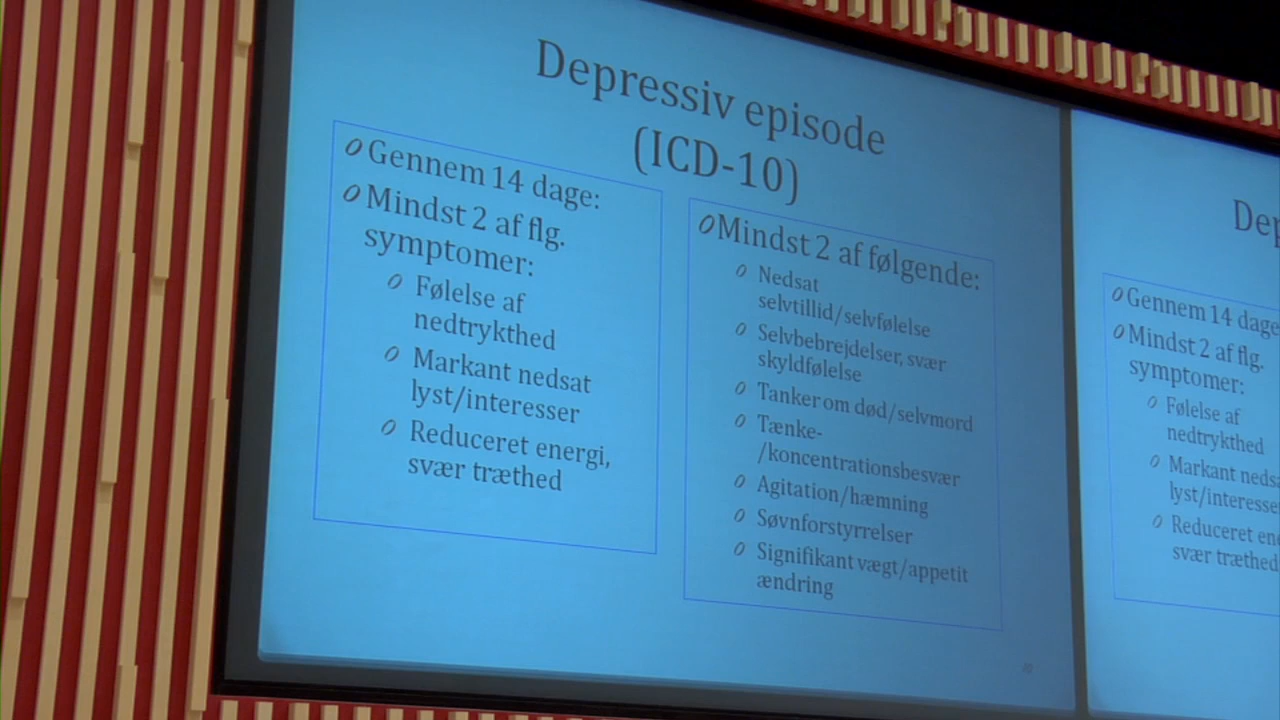 Depressiv episode
(ICD-10)
Gennem 14 dage:
Mindst 2 af flg.
symptomer:
Følelse af
nedtrykthed
Markant nedsat
lyst/interesser
Reduceret energi,
svær træthed
Mindst 2 af følgende:
Nedsat
selvtillid/selvfølelse
Selvbebrejdelser, svær
skyldfølelse
Tanker om død/selvmord
Tænke-
/koncentrationsbesvær
Agitation/hæmning
Søvnforstyrrelser
Signifikant vægt/appetit
ændring
Gennem 14 dage
Mindst 2 af flg.
symptomer:
Følelse af
nedtrykthed
Markant
lyst/interesse
Reduceret
svær træthed